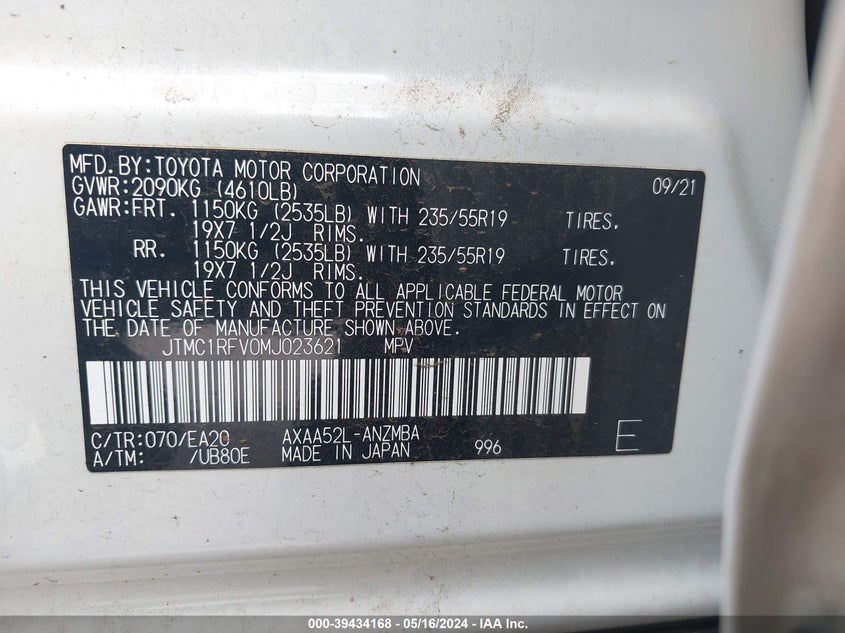 MFD.BY:TOYOTA MOTOR CORPORATION 09/21
GVWR:2090KG (4610LB)
GAWR:FRT. 1150KG (2535LB) WITH 235/55R19 TIRES.
19X7 1/2J RIMS.
RR. 1150KG (2535LB) WITH 235/55R19 TIRES.
19X7 1/2J RIMS.
THIS VEHICLE CONFORMS TO ALL APPLICABLE FEDERAL MOTOR
VEHICLE SAFETY AND THEFT PREVENTION STANDARDS IN EFFECT ON
THE DATE OF MANUFACTURE SHOWN ABOVE.
JTMC1RFV0MJ023621 MPV
C/TR:070/EA20 AXAA52L-ANZMBA
A/TM: /UB80E MADE IN JAPAN 996 E
000-39434168 - 05/16/2024 - IAA Inc.